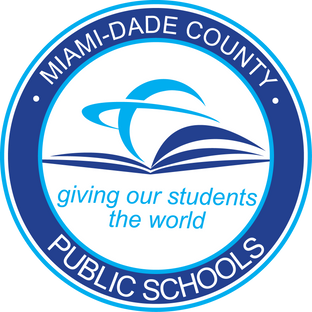 • MIAMI-DADE COUNTY •
giving our students
the world
PUBLIC SCHOOLS